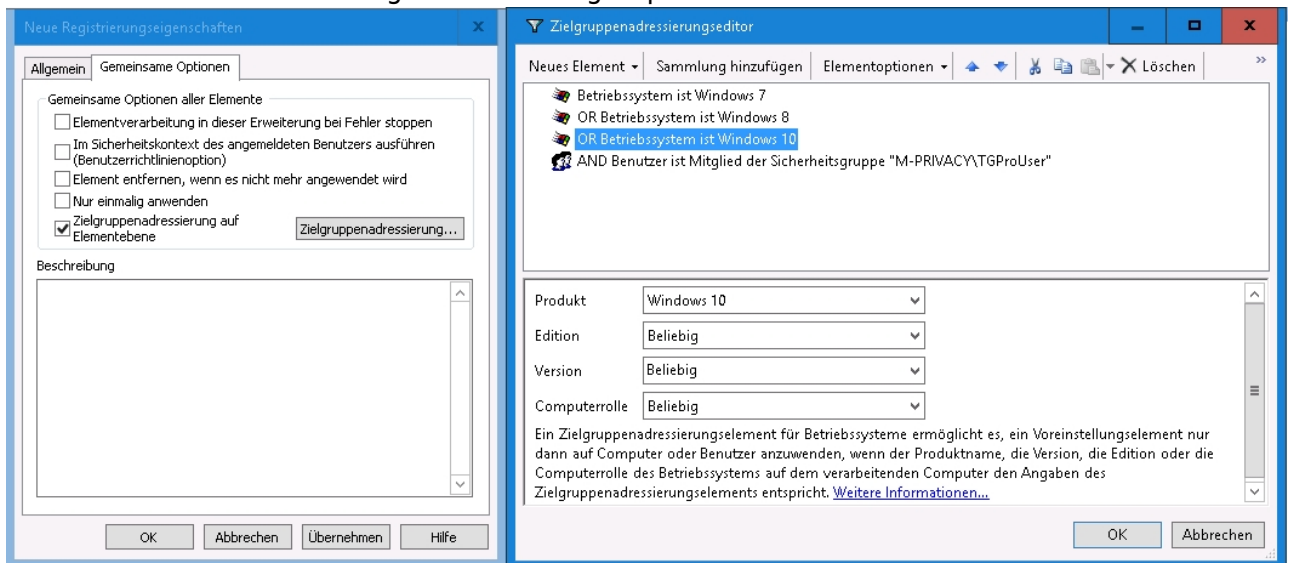 Neue Registrierungseigenschaften
Allgemein Gemeinsame Optionen
Gemeinsame Optionen aller Elemente
Elementverarbeitung in dieser Erweiterung bei Fehler stoppen
Im Sicherheitskontext des angemeldeten Benutzers ausführen
(Benutzerrichtlinienoption)
Element entfernen, wenn es nicht mehr angewendet wird
Nur einmalig anwenden
Zielgruppenadressierung auf
Elementebene
Zielgruppenadressierung...
Beschreibung
OK Abbrechen Übernehmen Hilfe
Zielgruppenadressierungseditor
Neues Element Sammlung hinzufügen Elementoptionen Löschen
Betriebssystem ist Windows 7
OR Betriebssystem ist Windows 8
OR Betriebssystem ist Windows 10
AND Benutzer ist Mitglied der Sicherheitsgruppe "M-PRIVACY\TGProUser"
Produkt Windows 10
Edition Beliebig
Version Beliebig
Computerrolle Beliebig
Ein Zielgruppenadressierungselement für Betriebssysteme ermöglicht es, ein Voreinstellungselement nur
dann auf Computer oder Benutzer anzuwenden, wenn der Produktname, die Version, die Edition oder die
Computerrolle des Betriebssystems auf dem verarbeitenden Computer den Angaben des
Zielgruppenadressierungselements entspricht. Weitere Informationen...
OK Abbrechen